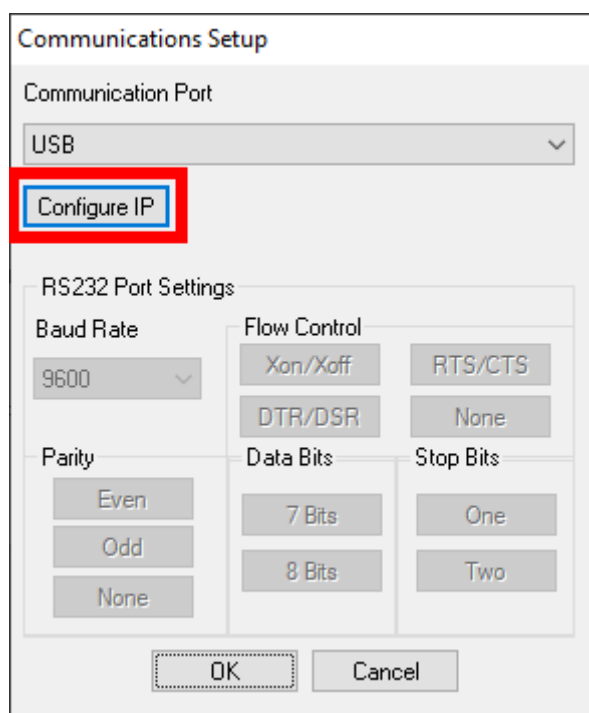 Communications Setup
Communication Port
USB
Configure IP
RS232 Port Settings
Baud Rate
9600
Flow Control
Xon/Xoff
RTS/CTS
DTR/DSR
None
Parity
Even
Odd
None
Data Bits
7 Bits
8 Bits
Stop Bits
One
Two
OK
Cancel